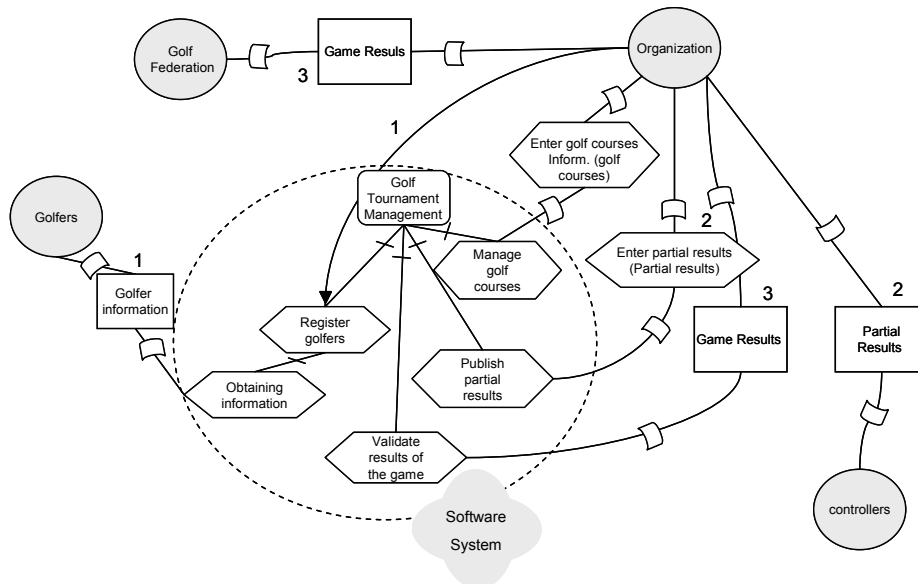 Golf
Federation
3
Game Resuls
Organization
1
Enter golf courses
Inform. (golf
courses)
Golf
Tournament
Management
Golfers
Manage
golf
courses
2
Enter partial results
(Partial results)
1
Golfer
information
Register
golfers
3
Game Results
2
Partial
Results
Obtaining
information
Publish
partial
results
Validate
results of
the game
Software
System
controllers